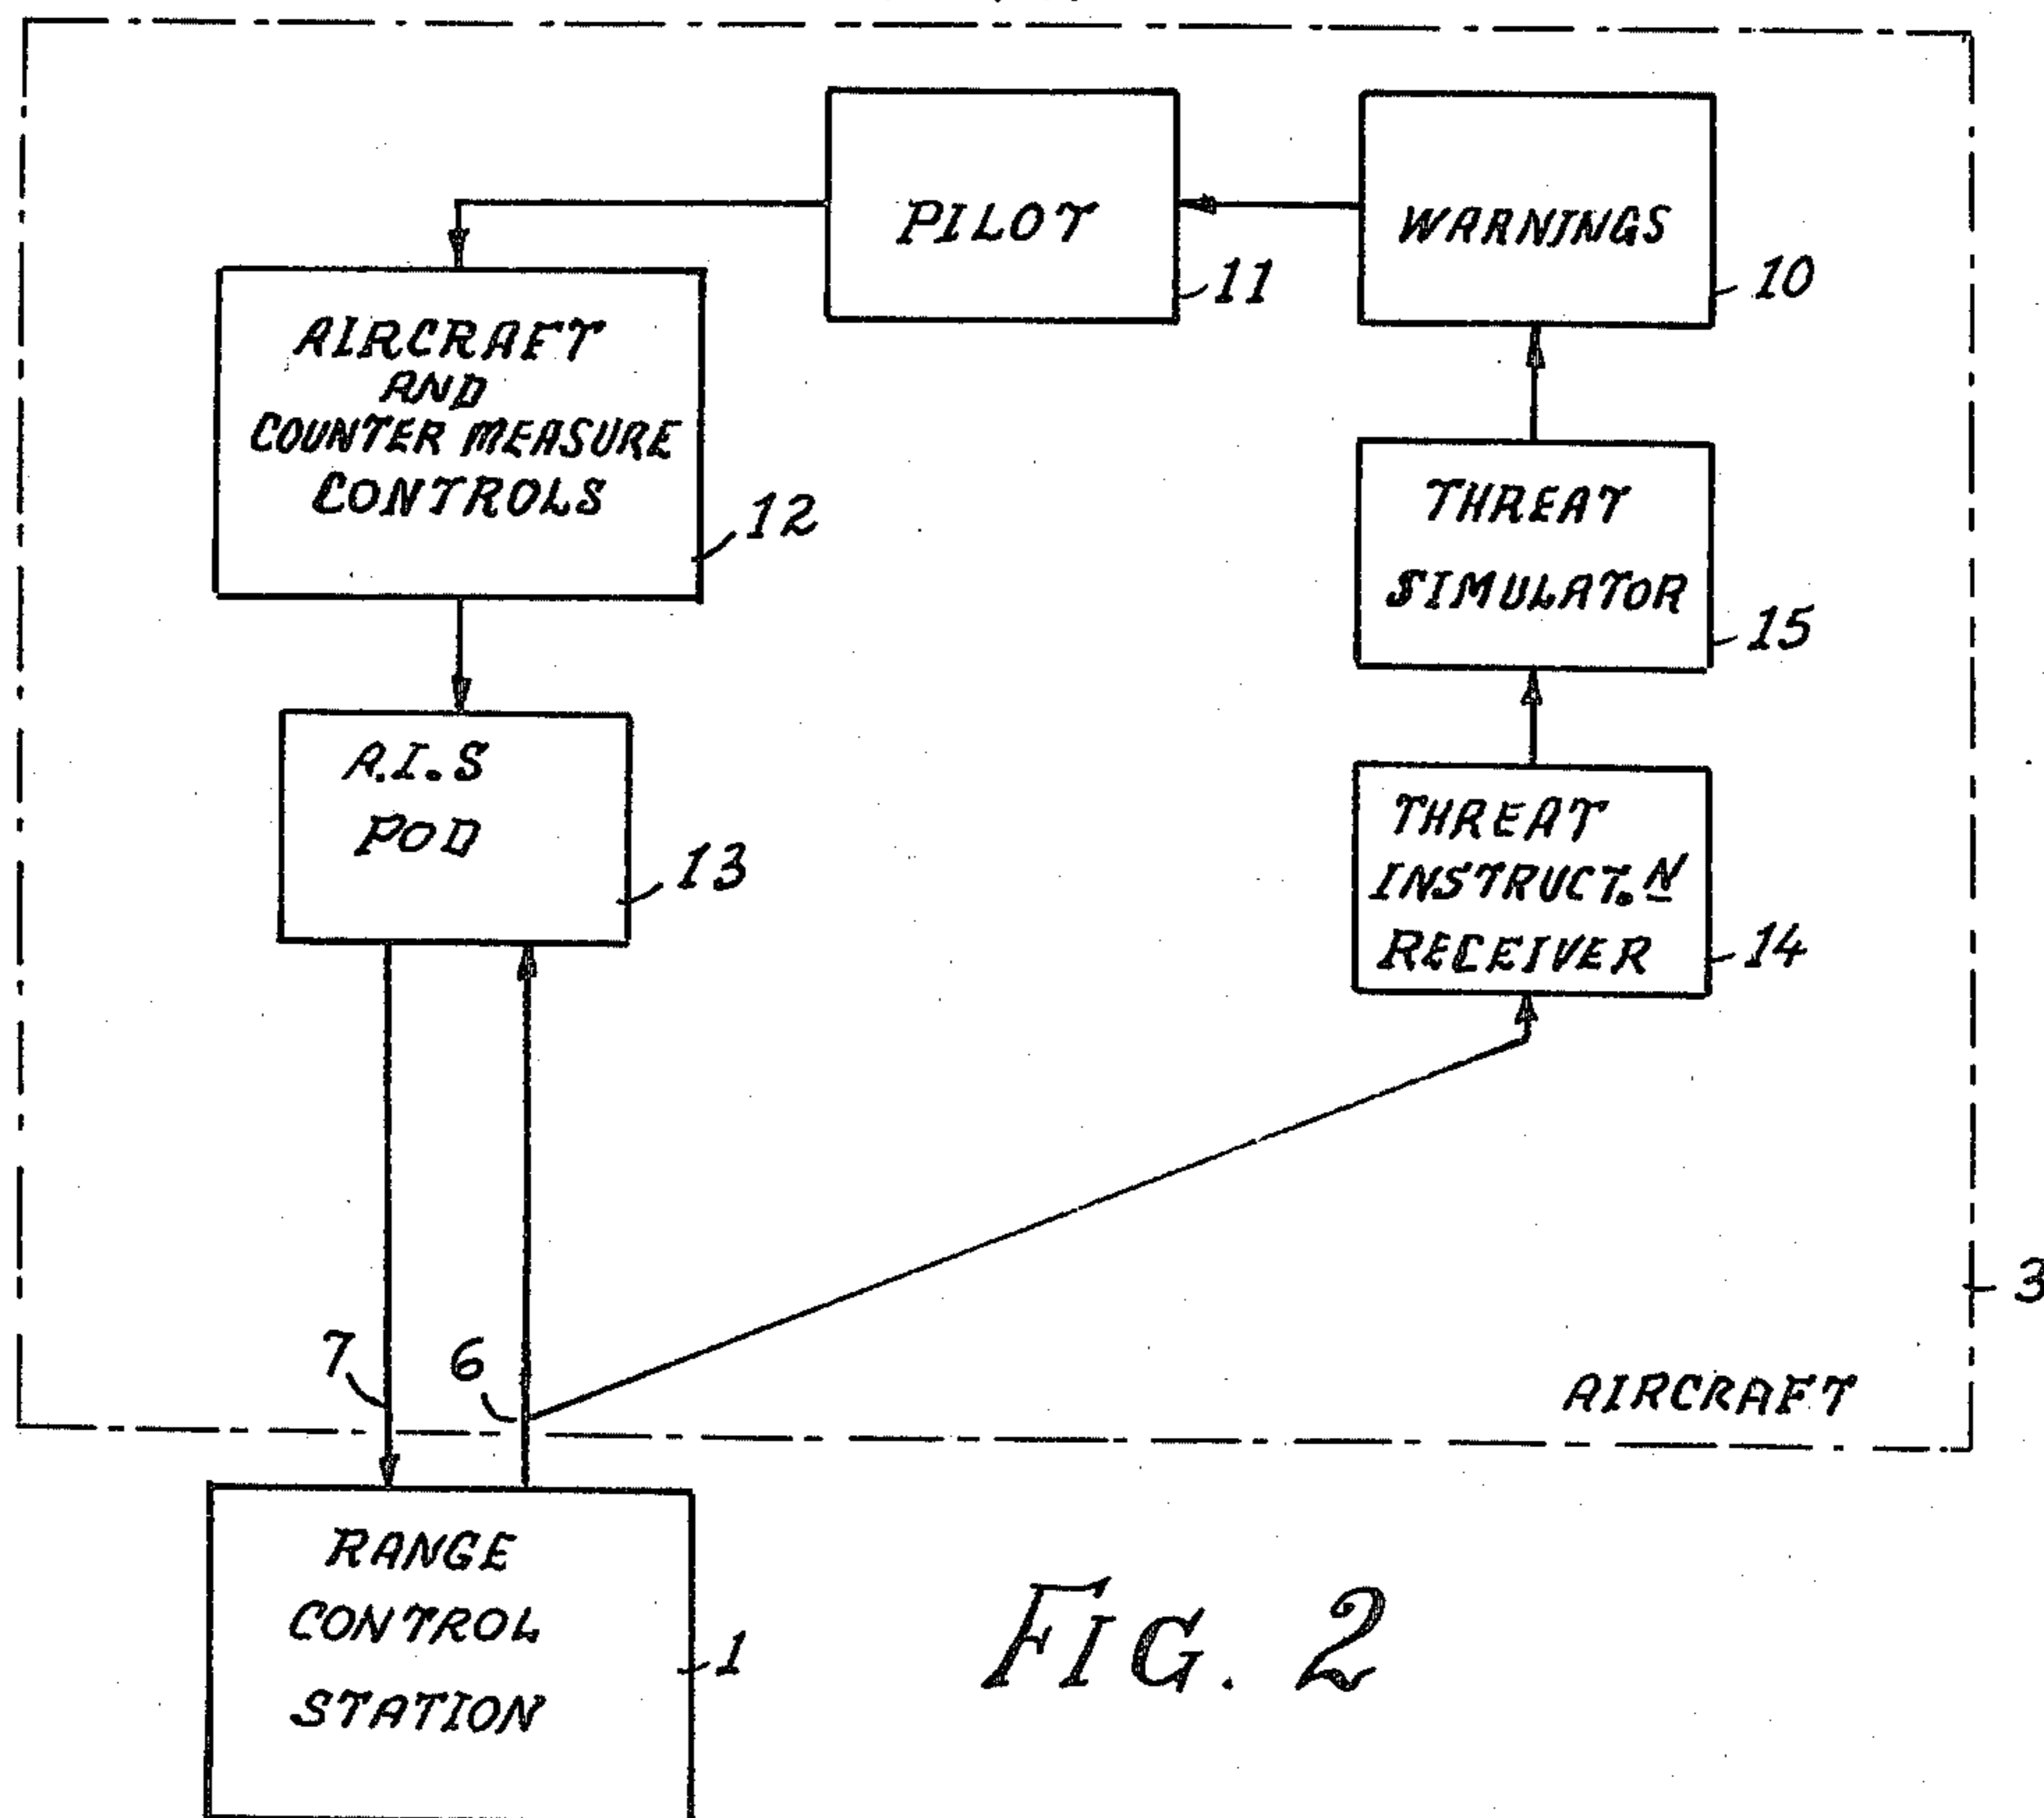 PILOT
11
WARNINGS
10
AIRCRAFT
AND
COUNTER MEASURE
CONTROLS
12
THREAT
SIMULATOR
15
A.I.S
POD
13
THREAT
INSTRUCT.N
RECEIVER
14
3
7
6
AIRCRAFT
RANGE
CONTROL
STATION
1
FIG. 2